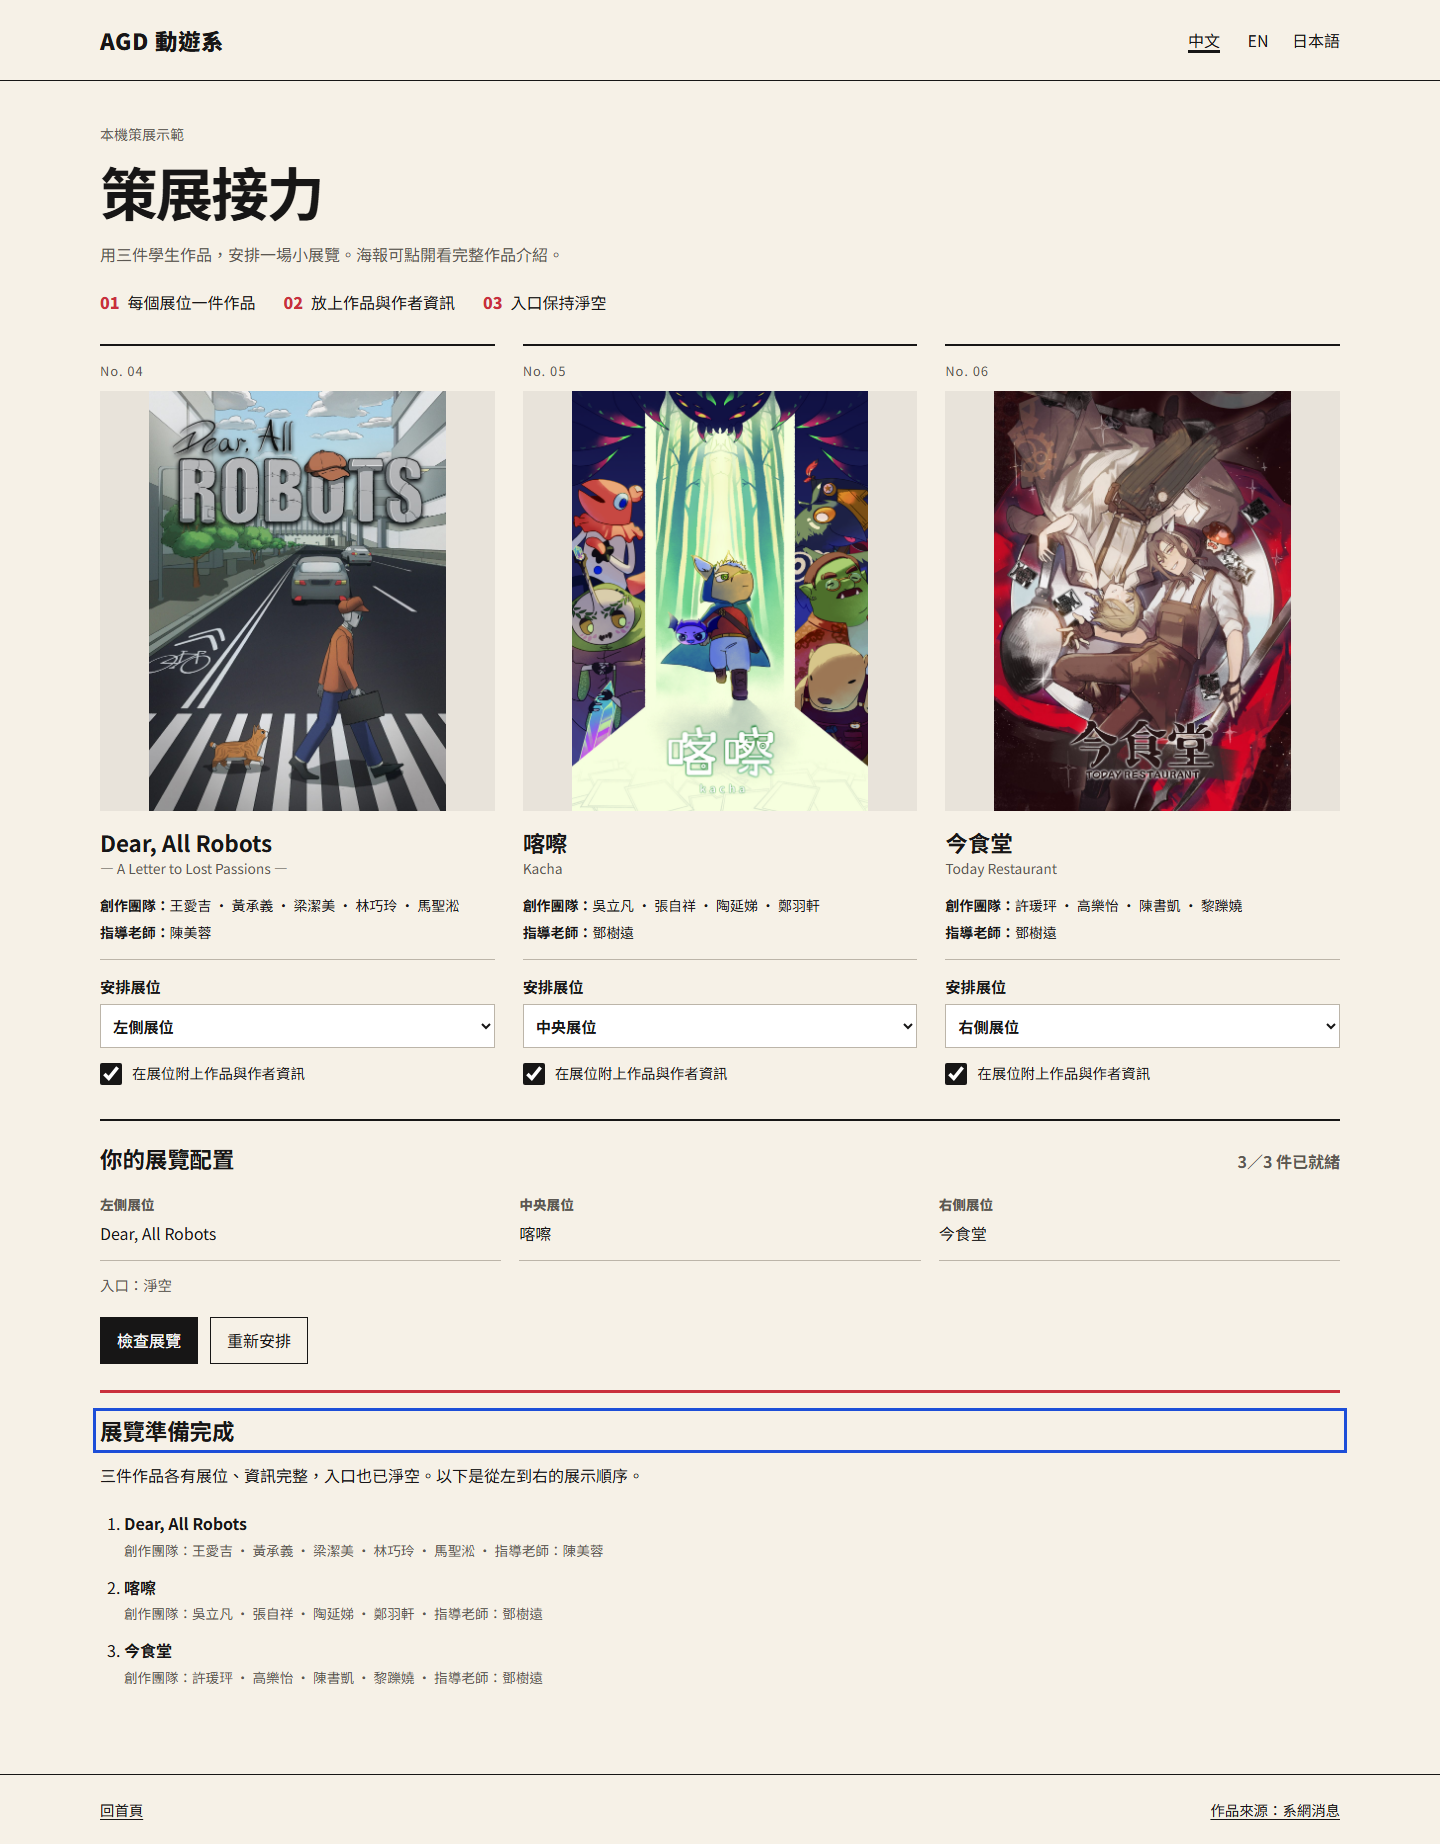 AGD 動遊系
中文 EN 日本語
本機策展示範
策展接力
用三件學生作品，安排一場小展覽。海報可點開看完整作品介紹。
01 每個展位一件作品 02 放上作品與作者資訊 03 入口保持淨空
No. 04
Dear, All
ROBOTS
Dear, All Robots
— A Letter to Lost Passions —
創作團隊：王愛吉 · 黃承義 · 梁潔美 · 林巧玲 · 馬聖淞
指導老師：陳美蓉
安排展位
左側展位
在展位附上作品與作者資訊
No. 05
喀嚓
kacha
喀嚓
Kacha
創作團隊：吳立凡 · 張自祥 · 陶延娣 · 鄭羽軒
指導老師：鄧樹遠
安排展位
中央展位
在展位附上作品與作者資訊
No. 06
今食堂
TODAY RESTAURANT
今食堂
Today Restaurant
創作團隊：許瑗玶 · 高樂怡 · 陳書凱 · 黎躒嬈
指導老師：鄧樹遠
安排展位
右側展位
在展位附上作品與作者資訊
你的展覽配置
3／3 件已就緒
左側展位
Dear, All Robots
中央展位
喀嚓
右側展位
今食堂
入口：淨空
檢查展覽 重新安排
展覽準備完成
三件作品各有展位、資訊完整，入口也已淨空。以下是從左到右的展示順序。
1. Dear, All Robots
創作團隊：王愛吉 · 黃承義 · 梁潔美 · 林巧玲 · 馬聖淞 · 指導老師：陳美蓉
2. 喀嚓
創作團隊：吳立凡 · 張自祥 · 陶延娣 · 鄭羽軒 · 指導老師：鄧樹遠
3. 今食堂
創作團隊：許瑗玶 · 高樂怡 · 陳書凱 · 黎躒嬈 · 指導老師：鄧樹遠
回首頁 作品來源：系網消息